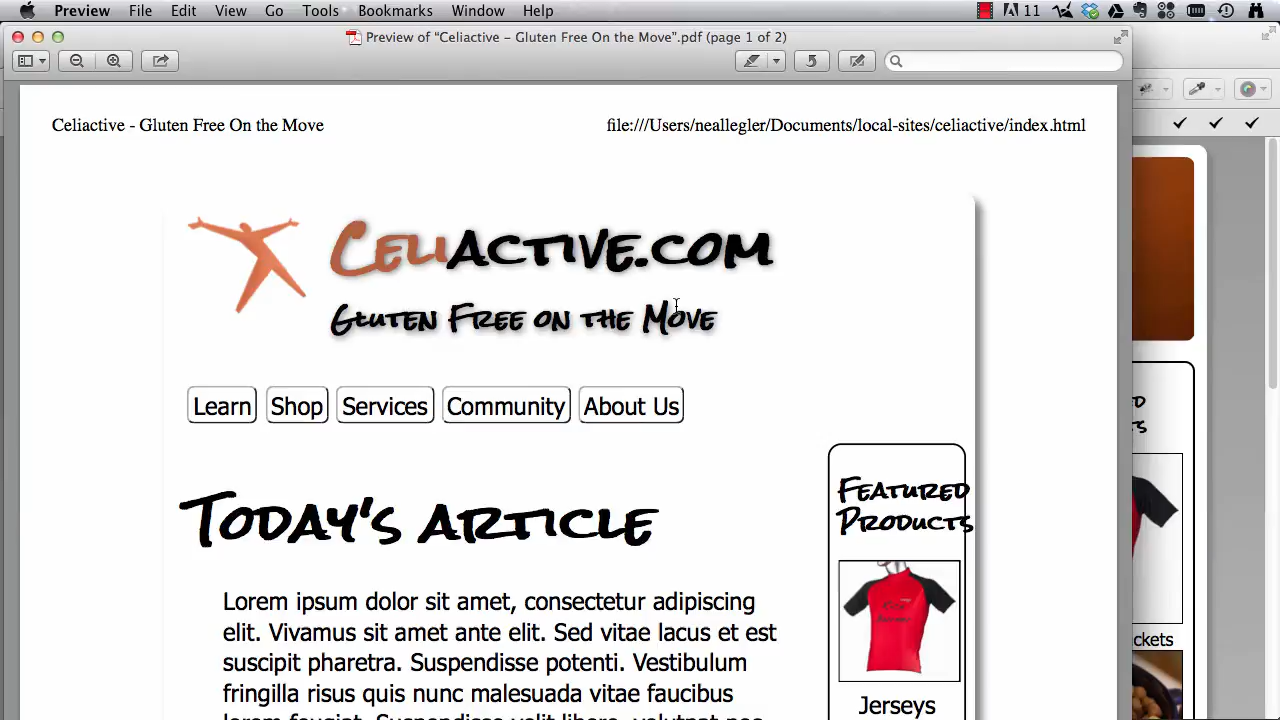 Preview File Edit View Go Tools Bookmarks Window Help
11
Preview of "Celiactive – Gluten Free On the Move".pdf (page 1 of 2)
Celiactive - Gluten Free On the Move
file:///Users/neallegler/Documents/local-sites/celiactive/index.html
CeliActive.com
Gluten Free on the Move
Learn Shop Services Community About Us
Today's article
Featured
Products
Lorem ipsum dolor sit amet, consectetur adipiscing
elit. Vivamus sit amet ante elit. Sed vitae lacus et est
suscipit pharetra. Suspendisse potenti. Vestibulum
fringilla risus quis nunc malesuada vitae faucibus
Jerseys
ckets